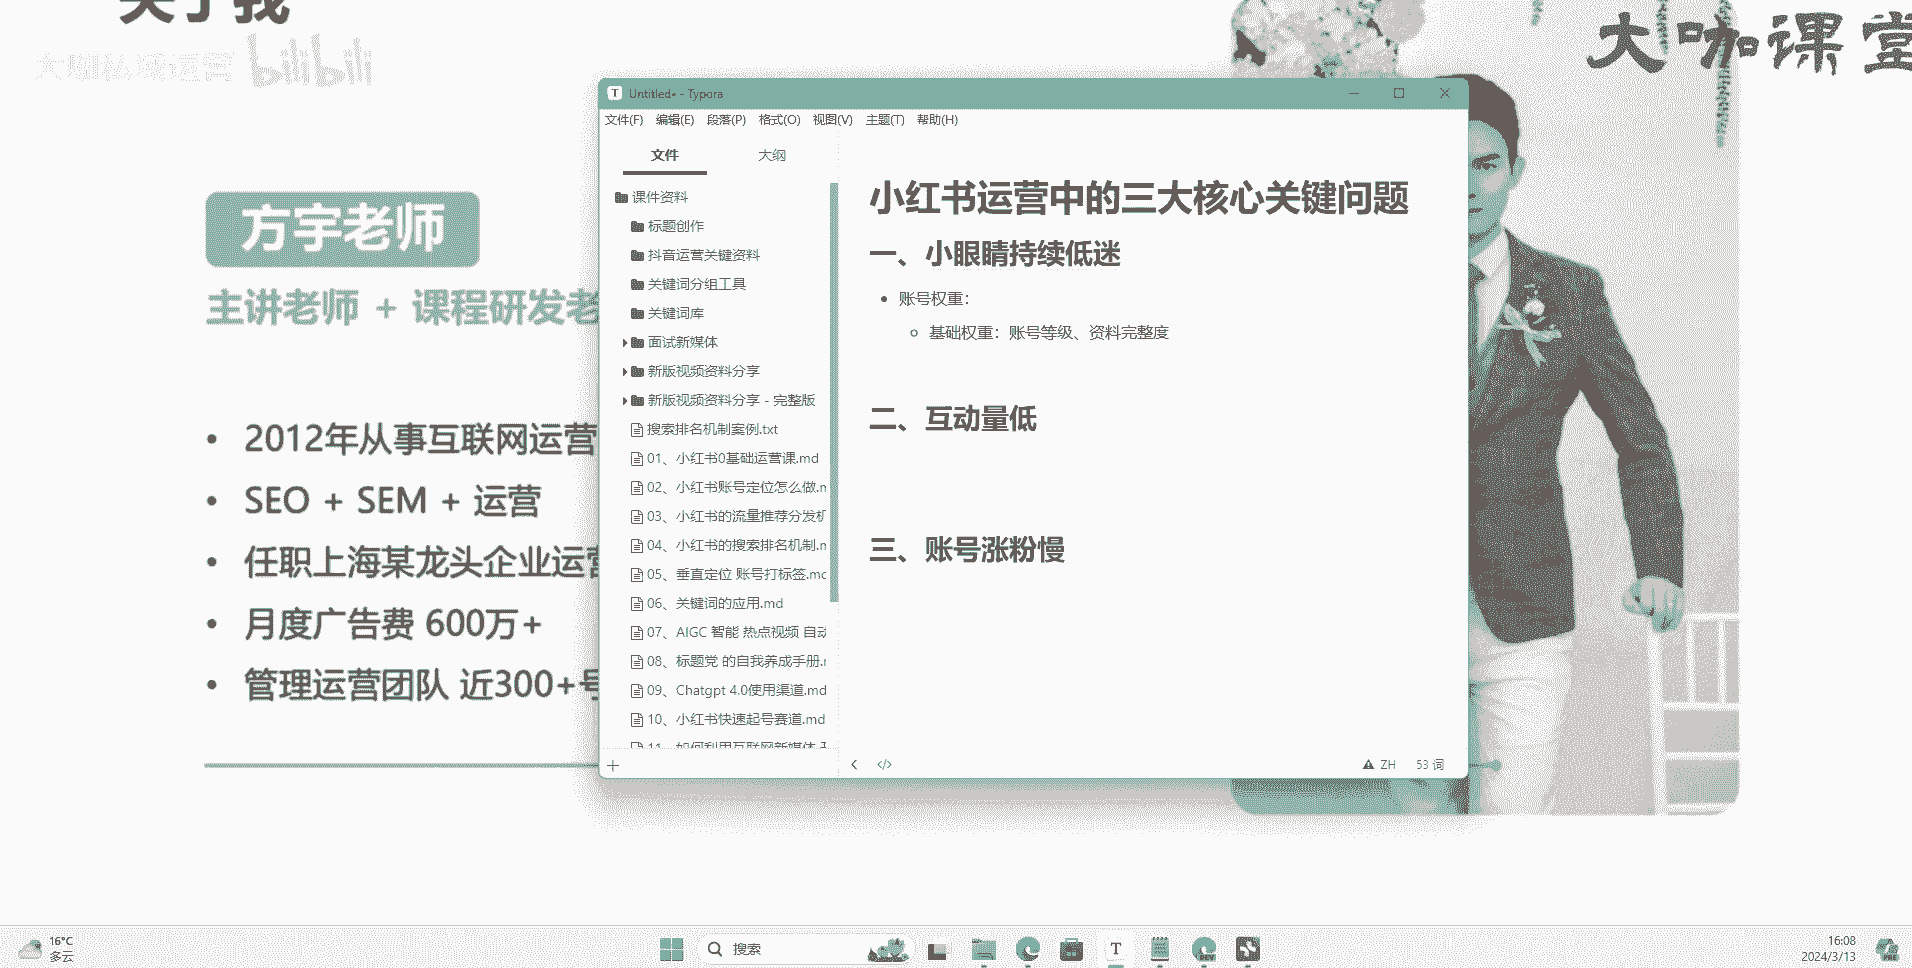 关于我
大咖私域运营 bilibili
大咖课堂
方宇老师
主讲老师 + 课程研发老
• 2012年从事互联网运营
• SEO + SEM + 运营
• 任职上海某龙头企业运营
• 月度广告费 600万+
• 管理运营团队 近300+号
Untitled• - Typora
文件(F) 编辑(E) 段落(P) 格式(O) 视图(V) 主题(T) 帮助(H)
文件 大纲
课件资料
标题创作
抖音运营关键资料
关键词分组工具
关键词库
面试新媒体
新版视频资料分享
新版视频资料分享 - 完整版
搜索排名机制案例.txt
01、小红书0基础运营课.md
02、小红书账号定位怎么做.m
03、小红书的流量推荐分发机
04、小红书的搜索排名机制.m
05、垂直定位 账号打标签.md
06、关键词的应用.md
07、AIGC 智能 热点视频 自动
08、标题党 的自我养成手册.m
09、Chatgpt 4.0使用渠道.md
10、小红书快速起号赛道.md
11、如何利用互联网新媒体
小红书运营中的三大核心关键问题
一、小眼睛持续低迷
• 账号权重：
基础权重：账号等级、资料完整度
二、互动量低
三、账号涨粉慢
ZH 53 词
16°C
多云
搜索
T
DEV
16:08
2024/3/13
PRE